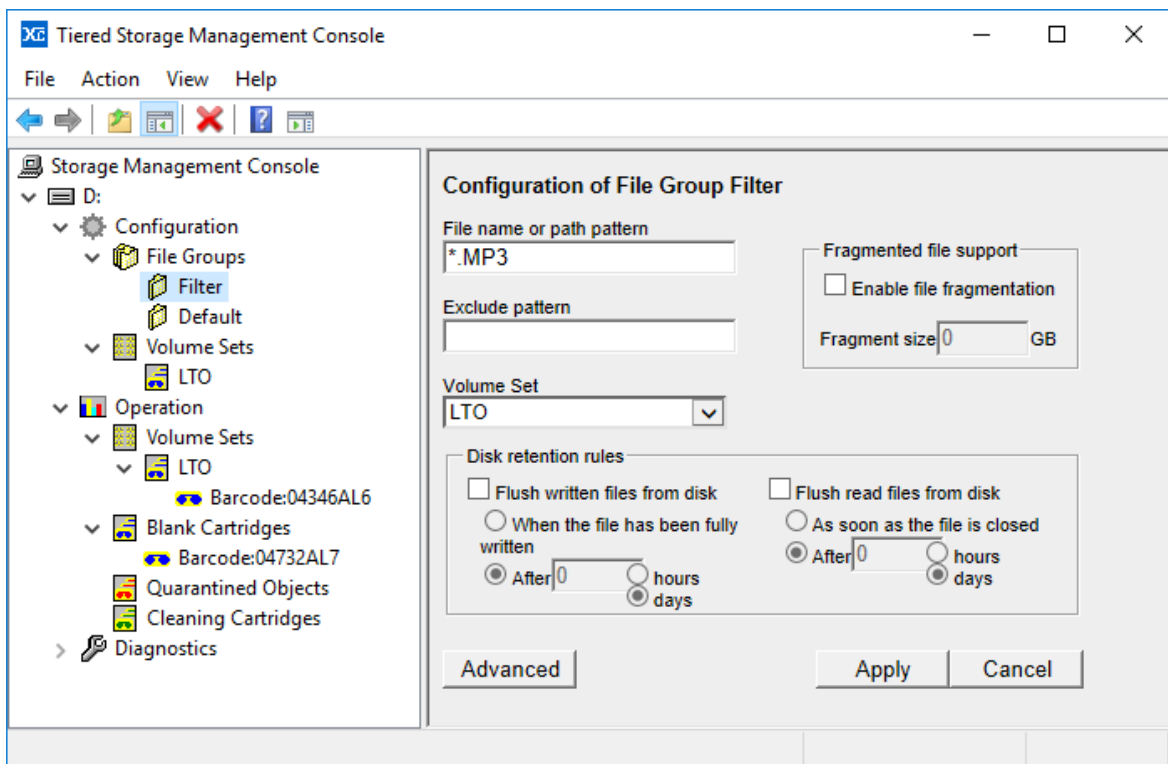 Tiered Storage Management Console
File Action View Help
Storage Management Console
D:
Configuration
File Groups
Filter
Default
Volume Sets
LTO
Operation
Volume Sets
LTO
Barcode:04346AL6
Blank Cartridges
Barcode:04732AL7
Quarantined Objects
Cleaning Cartridges
Diagnostics
Configuration of File Group Filter
File name or path pattern
*.MP3
Exclude pattern
Volume Set
LTO
Fragmented file support
Enable file fragmentation
Fragment size 0 GB
Disk retention rules
Flush written files from disk
When the file has been fully
written
After 0 hours
days
Flush read files from disk
As soon as the file is closed
After 0 hours
days
Advanced
Apply
Cancel